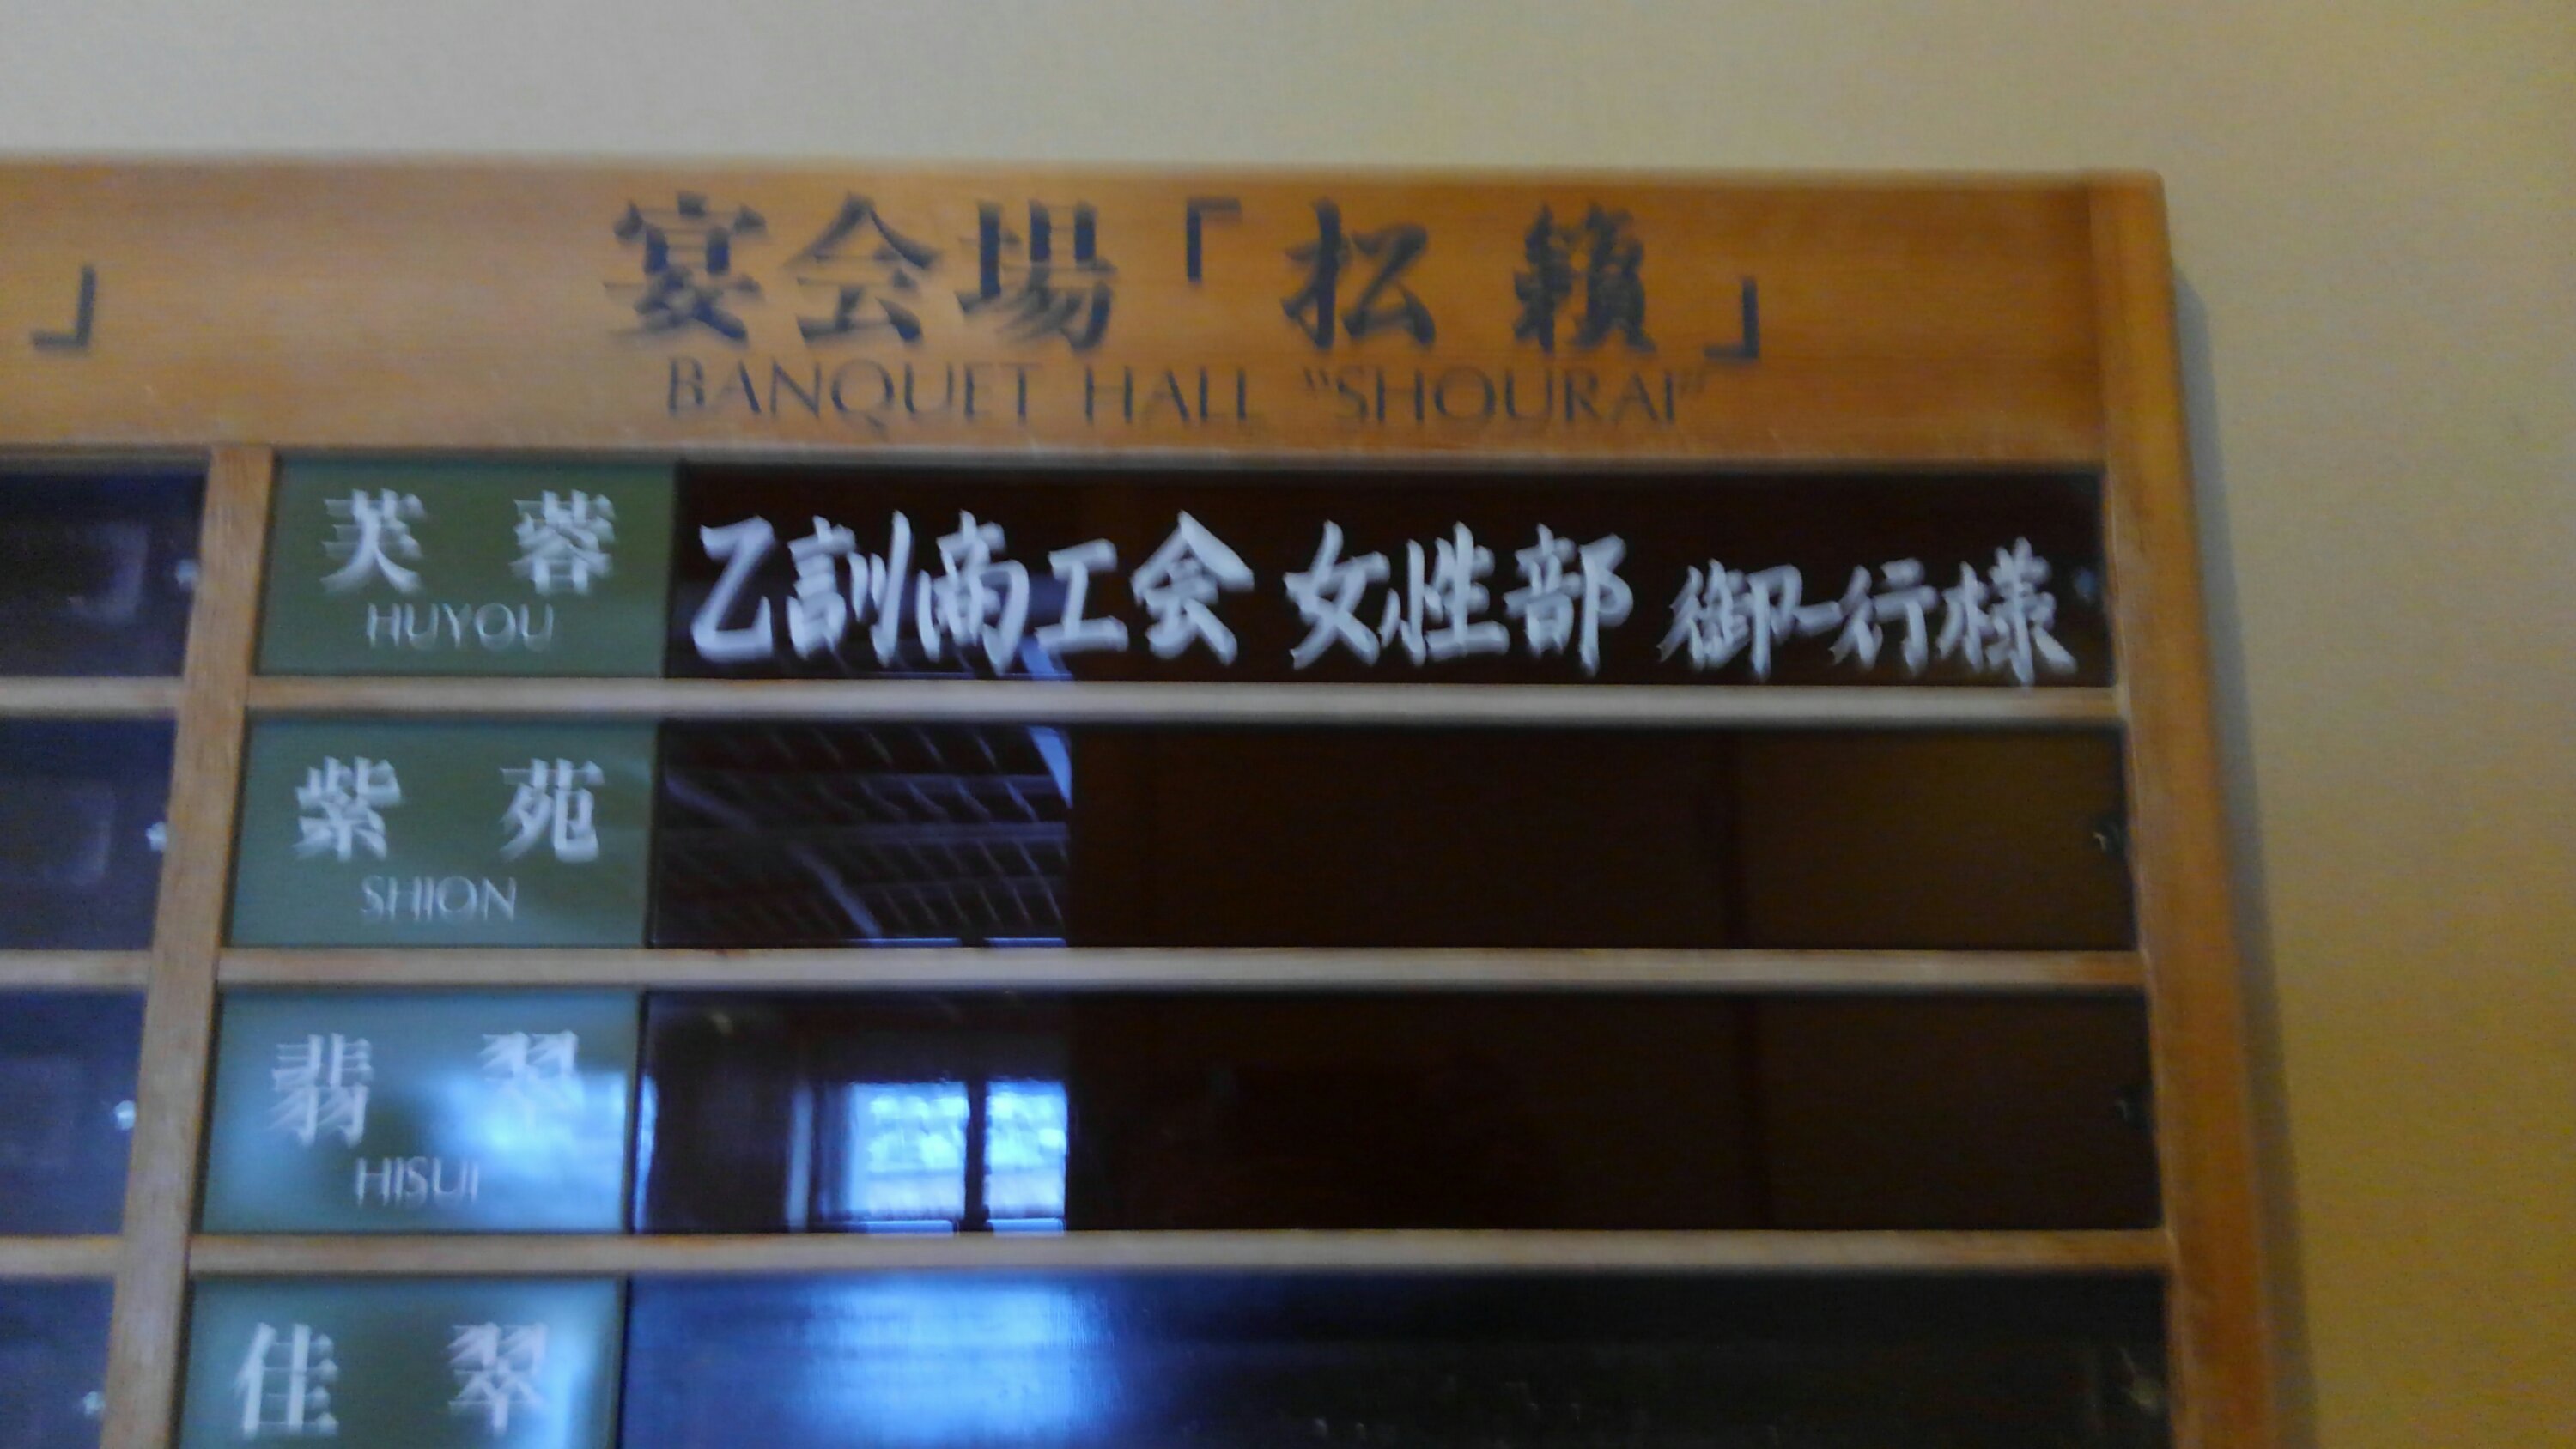 」
宴会場「松籟」
BANQUET HALL "SHOURAI"
芙蓉
HUYOU
乙訓商工会 女性部 御一行様
紫苑
SHION
翡翠
HISUI
佳翠